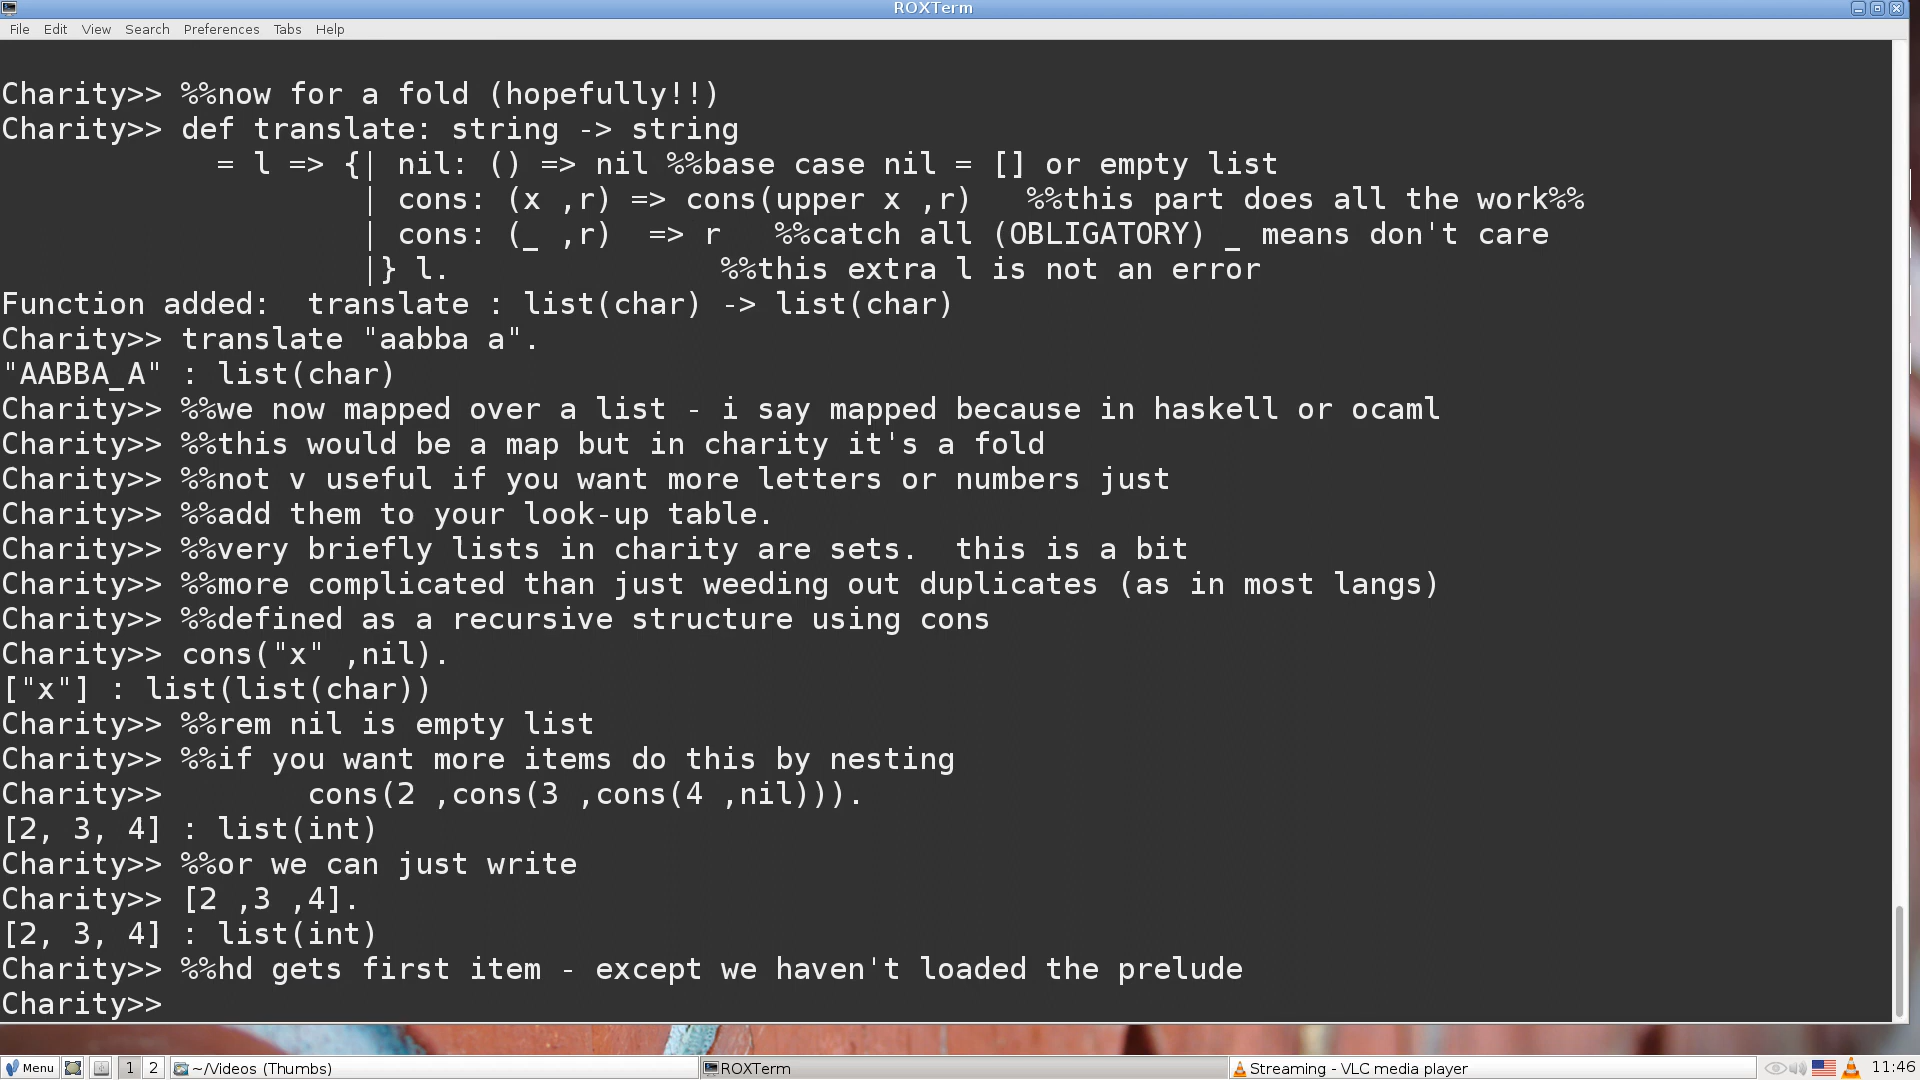 ROXTerm
File Edit View Search Preferences Tabs Help
Charity>> %%now for a fold (hopefully!!)
Charity>> def translate: string -> string
= l => {| nil: () => nil %%base case nil = [] or empty list
| cons: (x ,r) => cons(upper x ,r) %%this part does all the work%%
| cons: (_ ,r) => r %%catch all (OBLIGATORY) _ means don't care
|} l. %%this extra l is not an error
Function added: translate : list(char) -> list(char)
Charity>> translate "aabba a".
"AABBA_A" : list(char)
Charity>> %%we now mapped over a list - i say mapped because in haskell or ocaml
Charity>> %%this would be a map but in charity it's a fold
Charity>> %%not v useful if you want more letters or numbers just
Charity>> %%add them to your look-up table.
Charity>> %%very briefly lists in charity are sets. this is a bit
Charity>> %%more complicated than just weeding out duplicates (as in most langs)
Charity>> %%defined as a recursive structure using cons
Charity>> cons("x" ,nil).
["x"] : list(list(char))
Charity>> %%rem nil is empty list
Charity>> %%if you want more items do this by nesting
Charity>> cons(2 ,cons(3 ,cons(4 ,nil))).
[2, 3, 4] : list(int)
Charity>> %%or we can just write
Charity>> [2 ,3 ,4].
[2, 3, 4] : list(int)
Charity>> %%hd gets first item - except we haven't loaded the prelude
Charity>>
Menu 1 2 ~/Videos (Thumbs) ROXTerm Streaming - VLC media player 11:46